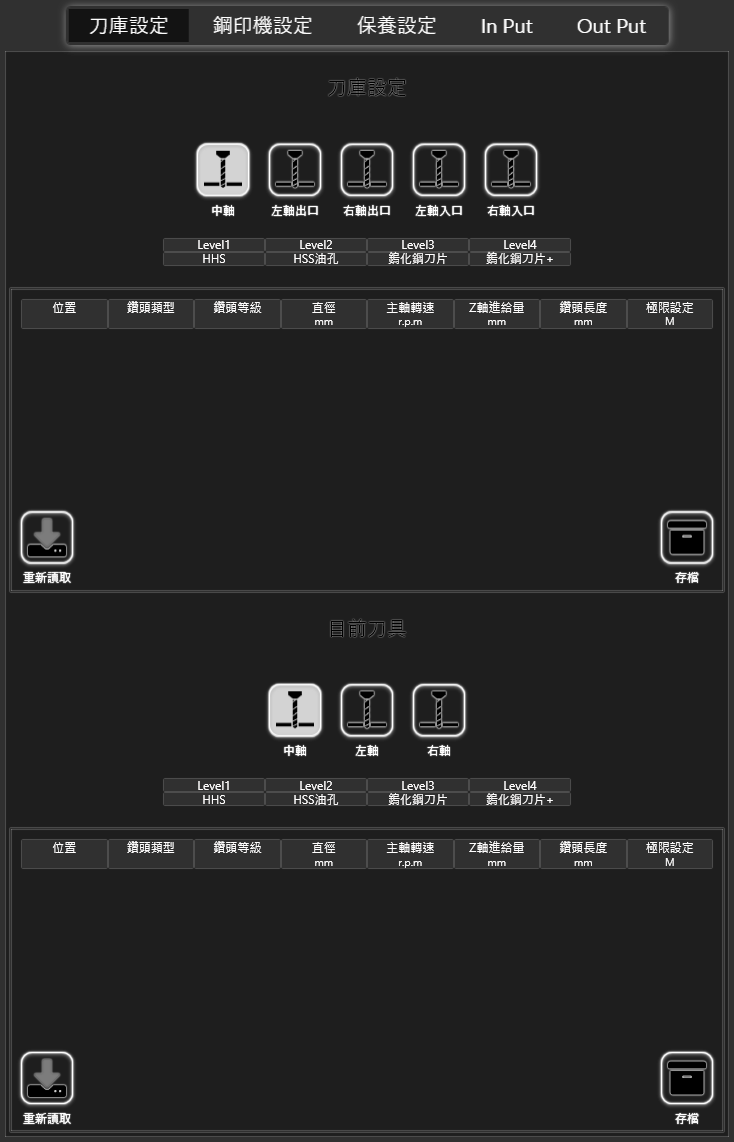 刀庫設定 鋼印機設定 保養設定 In Put Out Put
刀庫設定
中軸 左軸出口 右軸出口 左軸入口 右軸入口
Level1 Level2 Level3 Level4
HHS HSS油孔 鎢化鋼刀片 鎢化鋼刀片+
位置 鑽頭類型 鑽頭等級 直徑 主軸轉速 Z軸進給量 鑽頭長度 極限設定
mm r.p.m mm mm M
重新讀取 存檔
目前刀具
中軸 左軸 右軸
Level1 Level2 Level3 Level4
HHS HSS油孔 鎢化鋼刀片 鎢化鋼刀片+
位置 鑽頭類型 鑽頭等級 直徑 主軸轉速 Z軸進給量 鑽頭長度 極限設定
mm r.p.m mm mm M
重新讀取 存檔